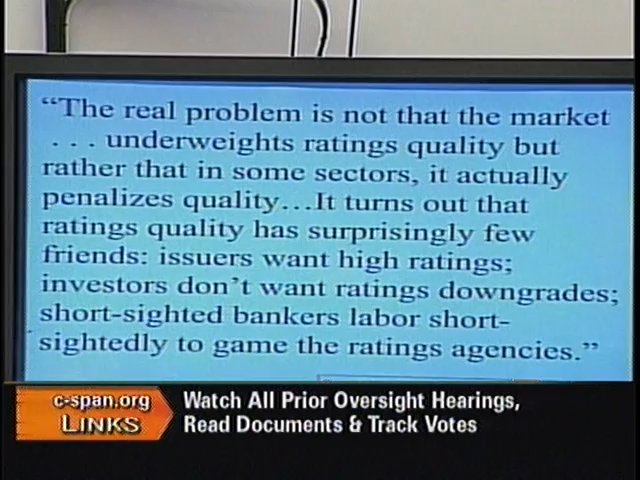 “The real problem is not that the market
. . . underweights ratings quality but
rather that in some sectors, it actually
penalizes quality…It turns out that
ratings quality has surprisingly few
friends: issuers want high ratings;
investors don’t want ratings downgrades;
short-sighted bankers labor short-
sightedly to game the ratings agencies.”
c-span.org
LINKS
Watch All Prior Oversight Hearings,
Read Documents & Track Votes